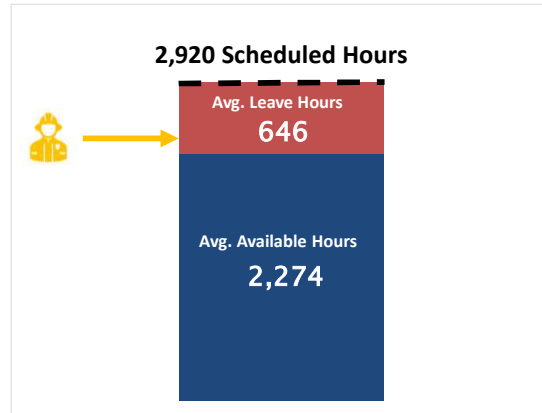 2,920 Scheduled Hours
Avg. Leave Hours
646
Avg. Available Hours
2,274